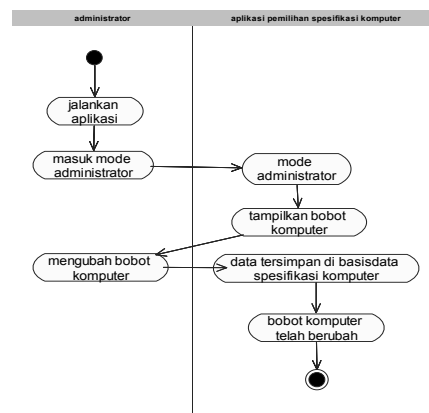 administrator
aplikasi pemilihan spesifikasi komputer
jalankan
aplikasi
masuk mode
administrator
mode
administrator
tampilkan bobot
komputer
mengubah bobot
komputer
data tersimpan di basisdata
spesifikasi komputer
bobot komputer
telah berubah